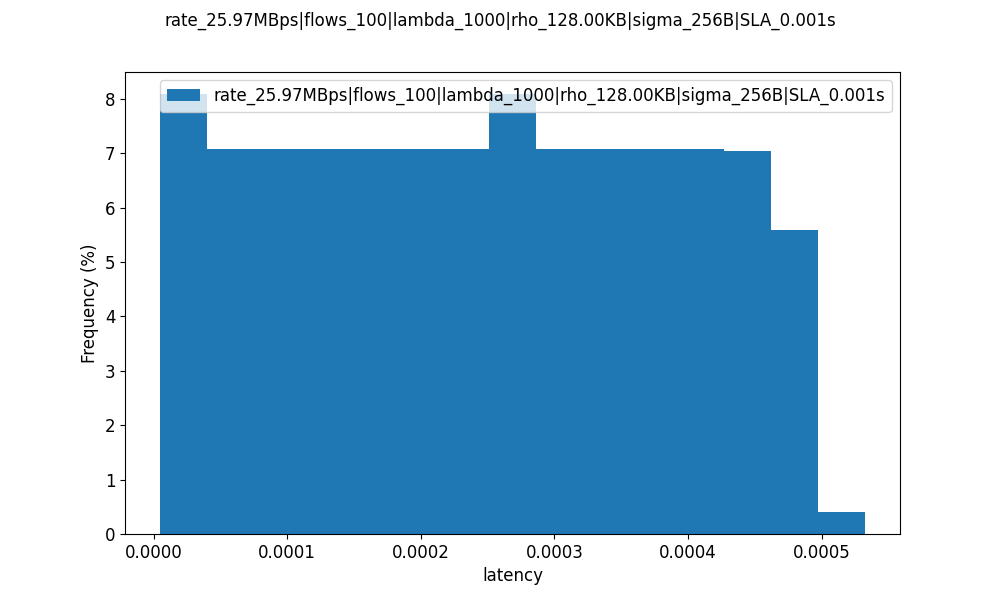 rate_25.97MBps|flows_100|lambda_1000|rho_128.00KB|sigma_256B|SLA_0.001s
rate_25.97MBps|flows_100|lambda_1000|rho_128.00KB|sigma_256B|SLA_0.001s
Frequency (%)
8
7
6
5
4
3
2
1
0
0.0000 0.0001 0.0002 0.0003 0.0004 0.0005
latency